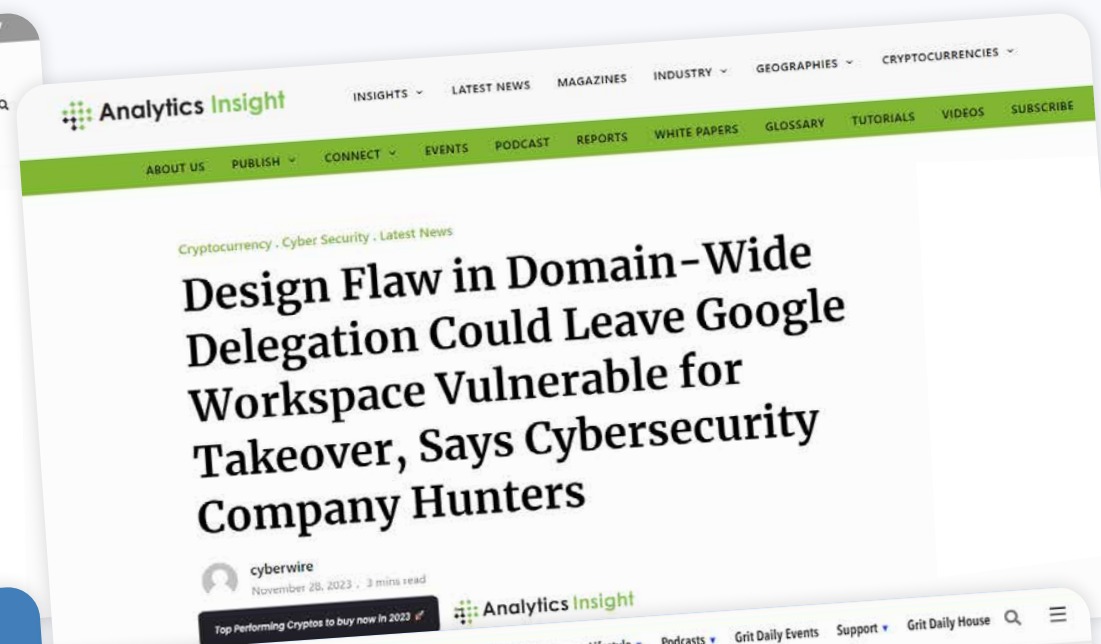 Analytics Insight
INSIGHTS LATEST NEWS MAGAZINES INDUSTRY GEOGRAPHIES CRYPTOCURRENCIES
ABOUT US PUBLISH CONNECT EVENTS PODCAST REPORTS WHITE PAPERS GLOSSARY TUTORIALS VIDEOS SUBSCRIBE
Cryptocurrency . Cyber Security . Latest News
Design Flaw in Domain-Wide
Delegation Could Leave Google
Workspace Vulnerable for
Takeover, Says Cybersecurity
Company Hunters
cyberwire
November 28, 2023 . 3 mins read
Top Performing Cryptos to buy now in 2023 🚀
Analytics Insight
Podcasts Grit Daily Events Support Grit Daily House